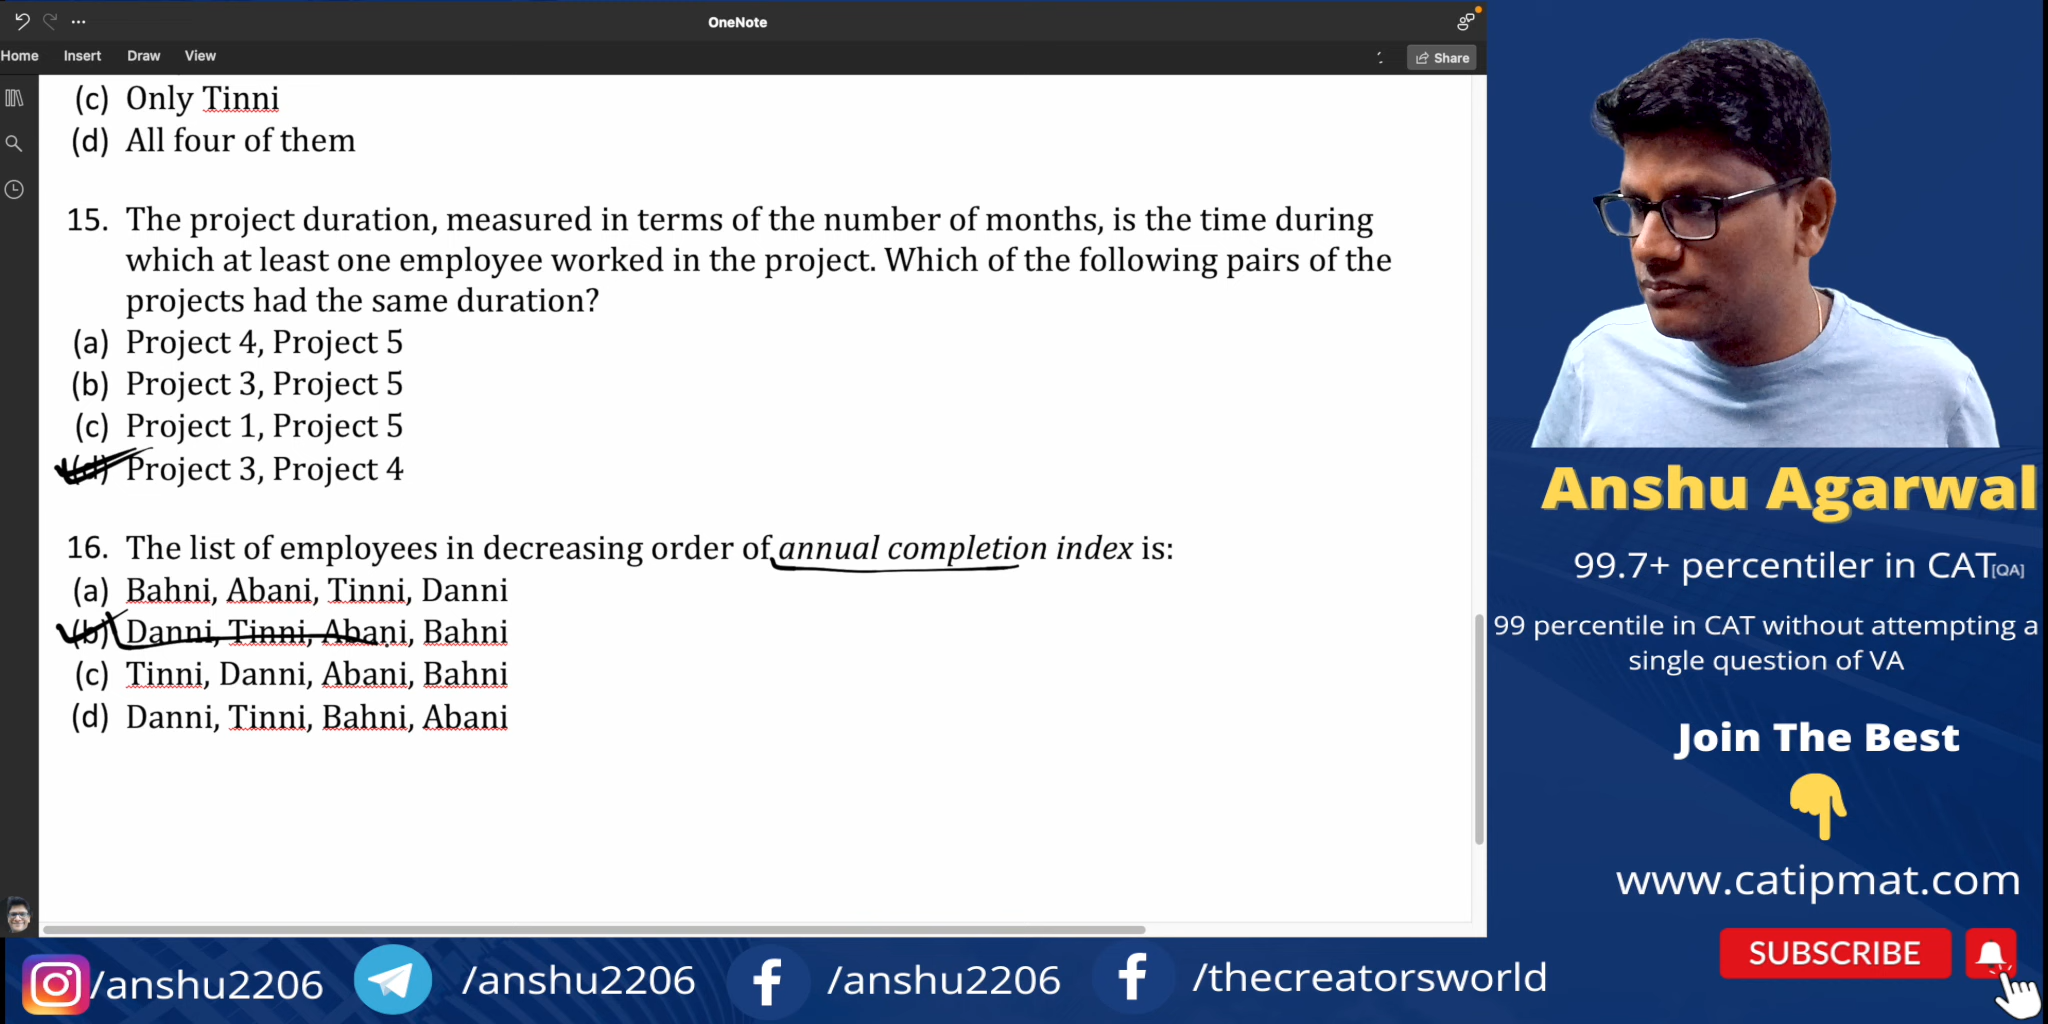 OneNote
Home Insert Draw View
Share
(c) Only Tinni
(d) All four of them
15. The project duration, measured in terms of the number of months, is the time during
which at least one employee worked in the project. Which of the following pairs of the
projects had the same duration?
(a) Project 4, Project 5
(b) Project 3, Project 5
(c) Project 1, Project 5
(d) Project 3, Project 4
16. The list of employees in decreasing order of annual completion index is:
(a) Bahni, Abani, Tinni, Danni
(b) Danni, Tinni, Abani, Bahni
(c) Tinni, Danni, Abani, Bahni
(d) Danni, Tinni, Bahni, Abani
Anshu Agarwal
99.7+ percentiler in CAT[QA]
99 percentile in CAT without attempting a
single question of VA
Join The Best
www.catipmat.com
SUBSCRIBE
/anshu2206 /anshu2206 /anshu2206 /thecreatorsworld